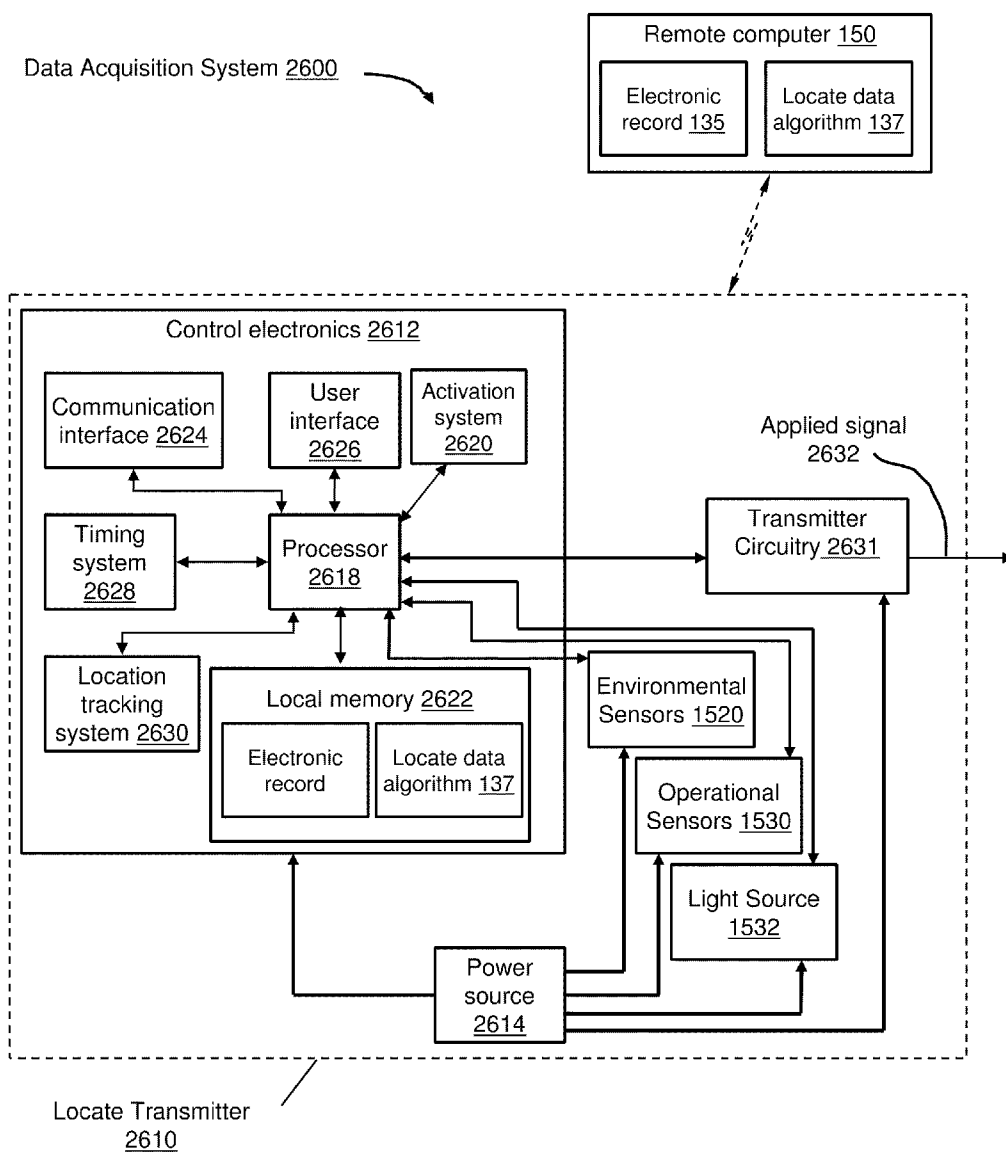 Remote computer 150
Data Acquisition System 2600
Electronic
record 135
Locate data
algorithm 137
Control electronics 2612
Communication
interface 2624
User
interface
2626
Activation
system
2620
Applied signal
2632
Timing
system
2628
Processor
2618
Transmitter
Circuitry 2631
Location
tracking
system 2630
Local memory 2622
Electronic
record
Locate data
algorithm 137
Environmental
Sensors 1520
Operational
Sensors 1530
Light Source
1532
Power
source
2614
Locate Transmitter
2610